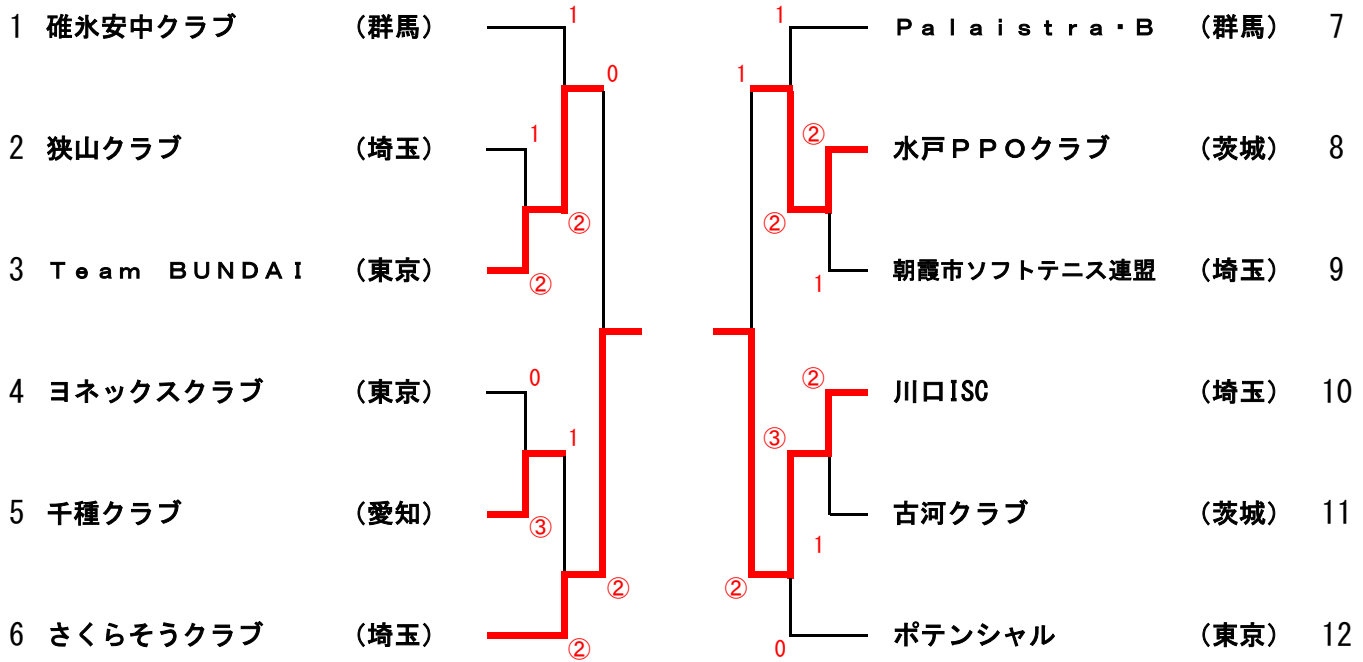 1 1
1 碓氷安中クラブ (群馬) Palaistra・B (群馬) 7
0 1
1 ②
2 狭山クラブ (埼玉) 水戸PPOクラブ (茨城) 8
② ②
3 Team BUNDAI (東京) 朝霞市ソフトテニス連盟 (埼玉) 9
② 1
0 ②
4 ヨネックスクラブ (東京) 川口ISC (埼玉) 10
1 ③
5 千種クラブ (愛知) 古河クラブ (茨城) 11
③ 1
② ②
6 さくらそうクラブ (埼玉) ポテンシャル (東京) 12
② 0